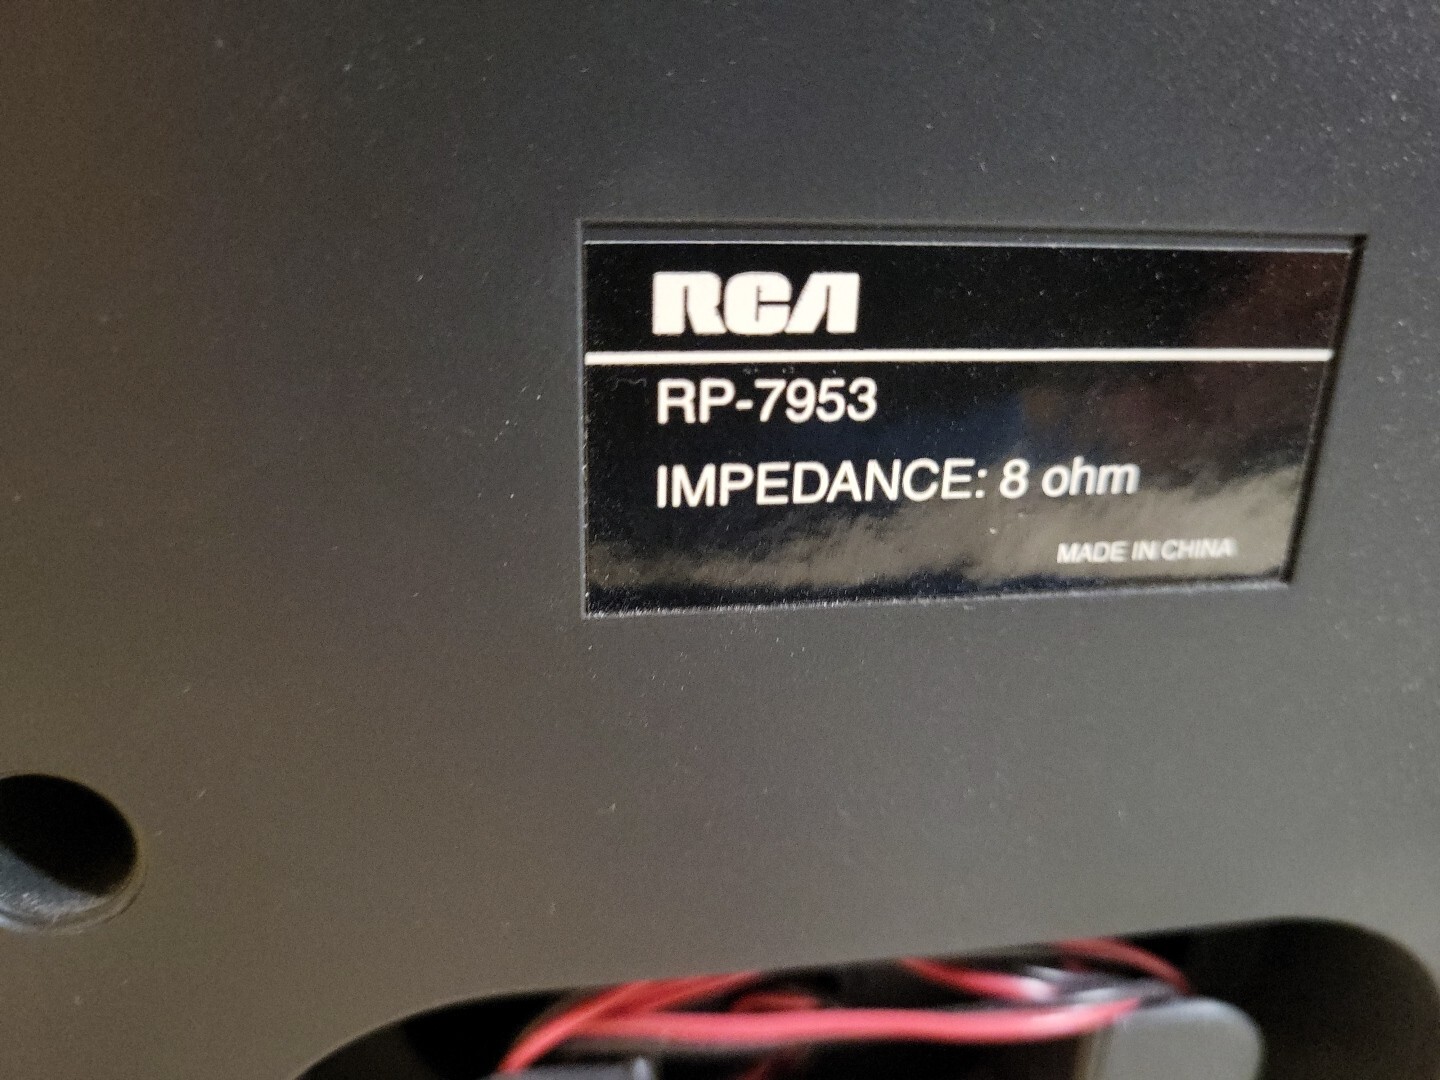 RCA
RP-7953
IMPEDANCE: 8 ohm
MADE IN CHINA